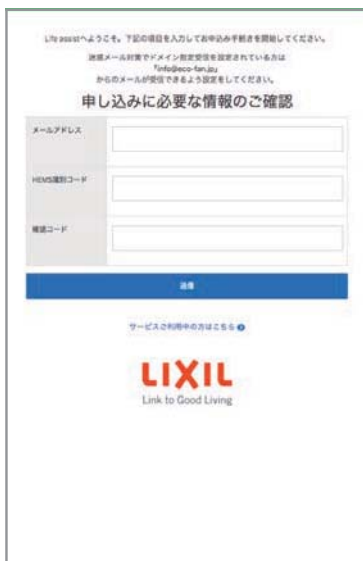 Life assistへようこそ。下記の項目を入力してお申込み手続きを開始してください。
迷惑メール対策でドメイン指定受信を設定されている方は
『info@eco-fan.jp』
からのメールが受信できるよう設定をしてください。
申し込みに必要な情報のご確認
メールアドレス
HEMS識別コード
確認コード
送信
サービスご利用中の方はこちら
LIXIL
Link to Good Living